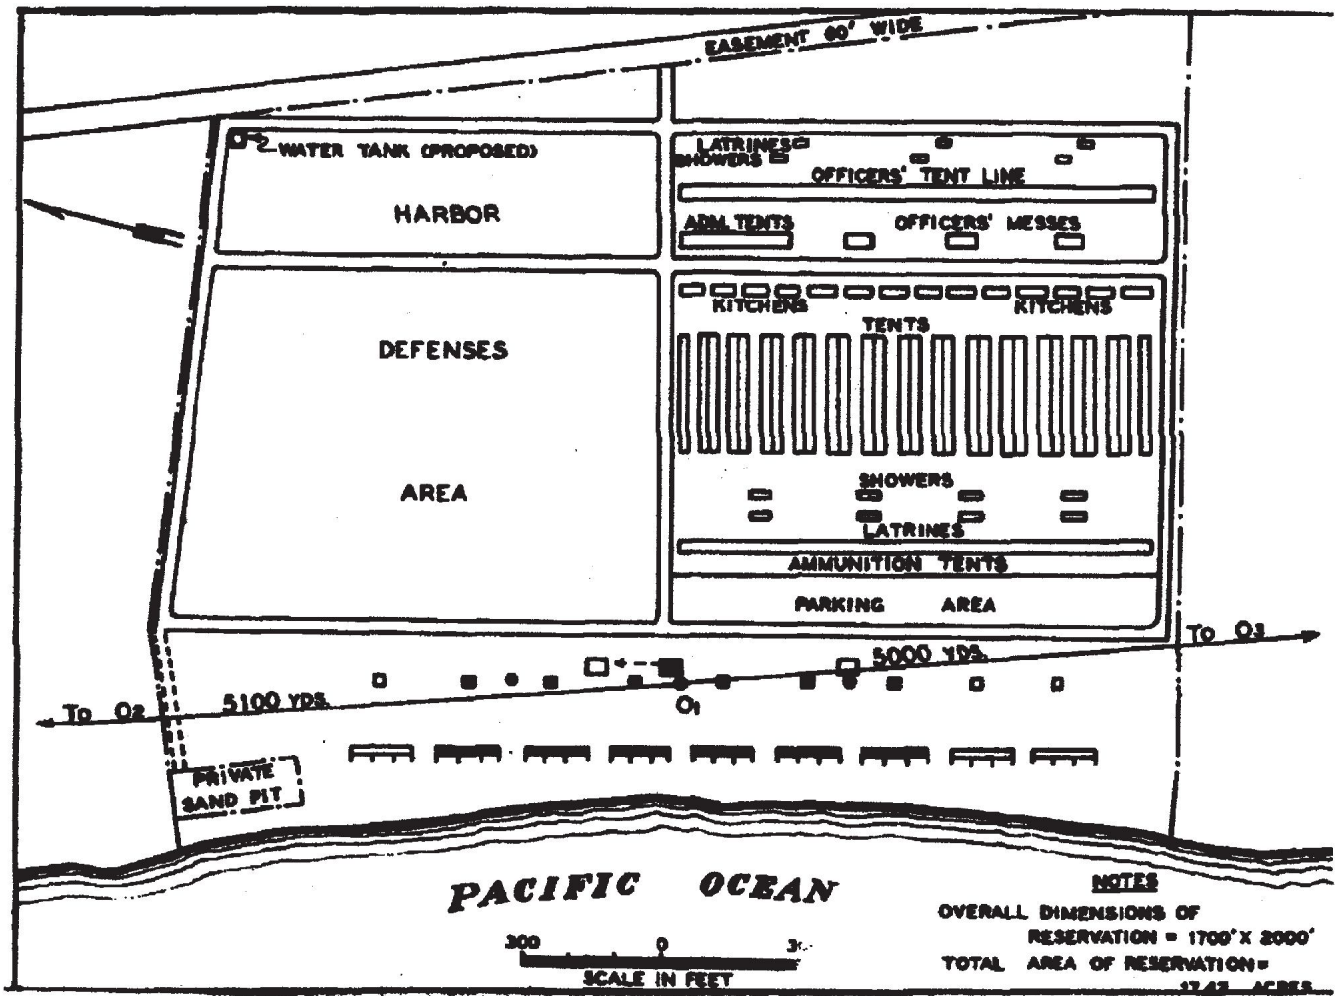 EASEMENT 60' WIDE
WATER TANK (PROPOSED)
LATRINES
SHOWERS
OFFICERS' TENT LINE
HARBOR
ADM. TENTS
OFFICERS' MESSES
KITCHENS
KITCHENS
TENTS
DEFENSES
AREA
SHOWERS
LATRINES
AMMUNITION TENTS
PARKING AREA
TO O3
5000 YDS.
TO O2
5100 YDS.
O1
PRIVATE
SAND PIT
PACIFIC OCEAN
NOTES
OVERALL DIMENSIONS OF
RESERVATION = 1700' X 2000'
TOTAL AREA OF RESERVATION =
ACRES
300 0
SCALE IN FEET